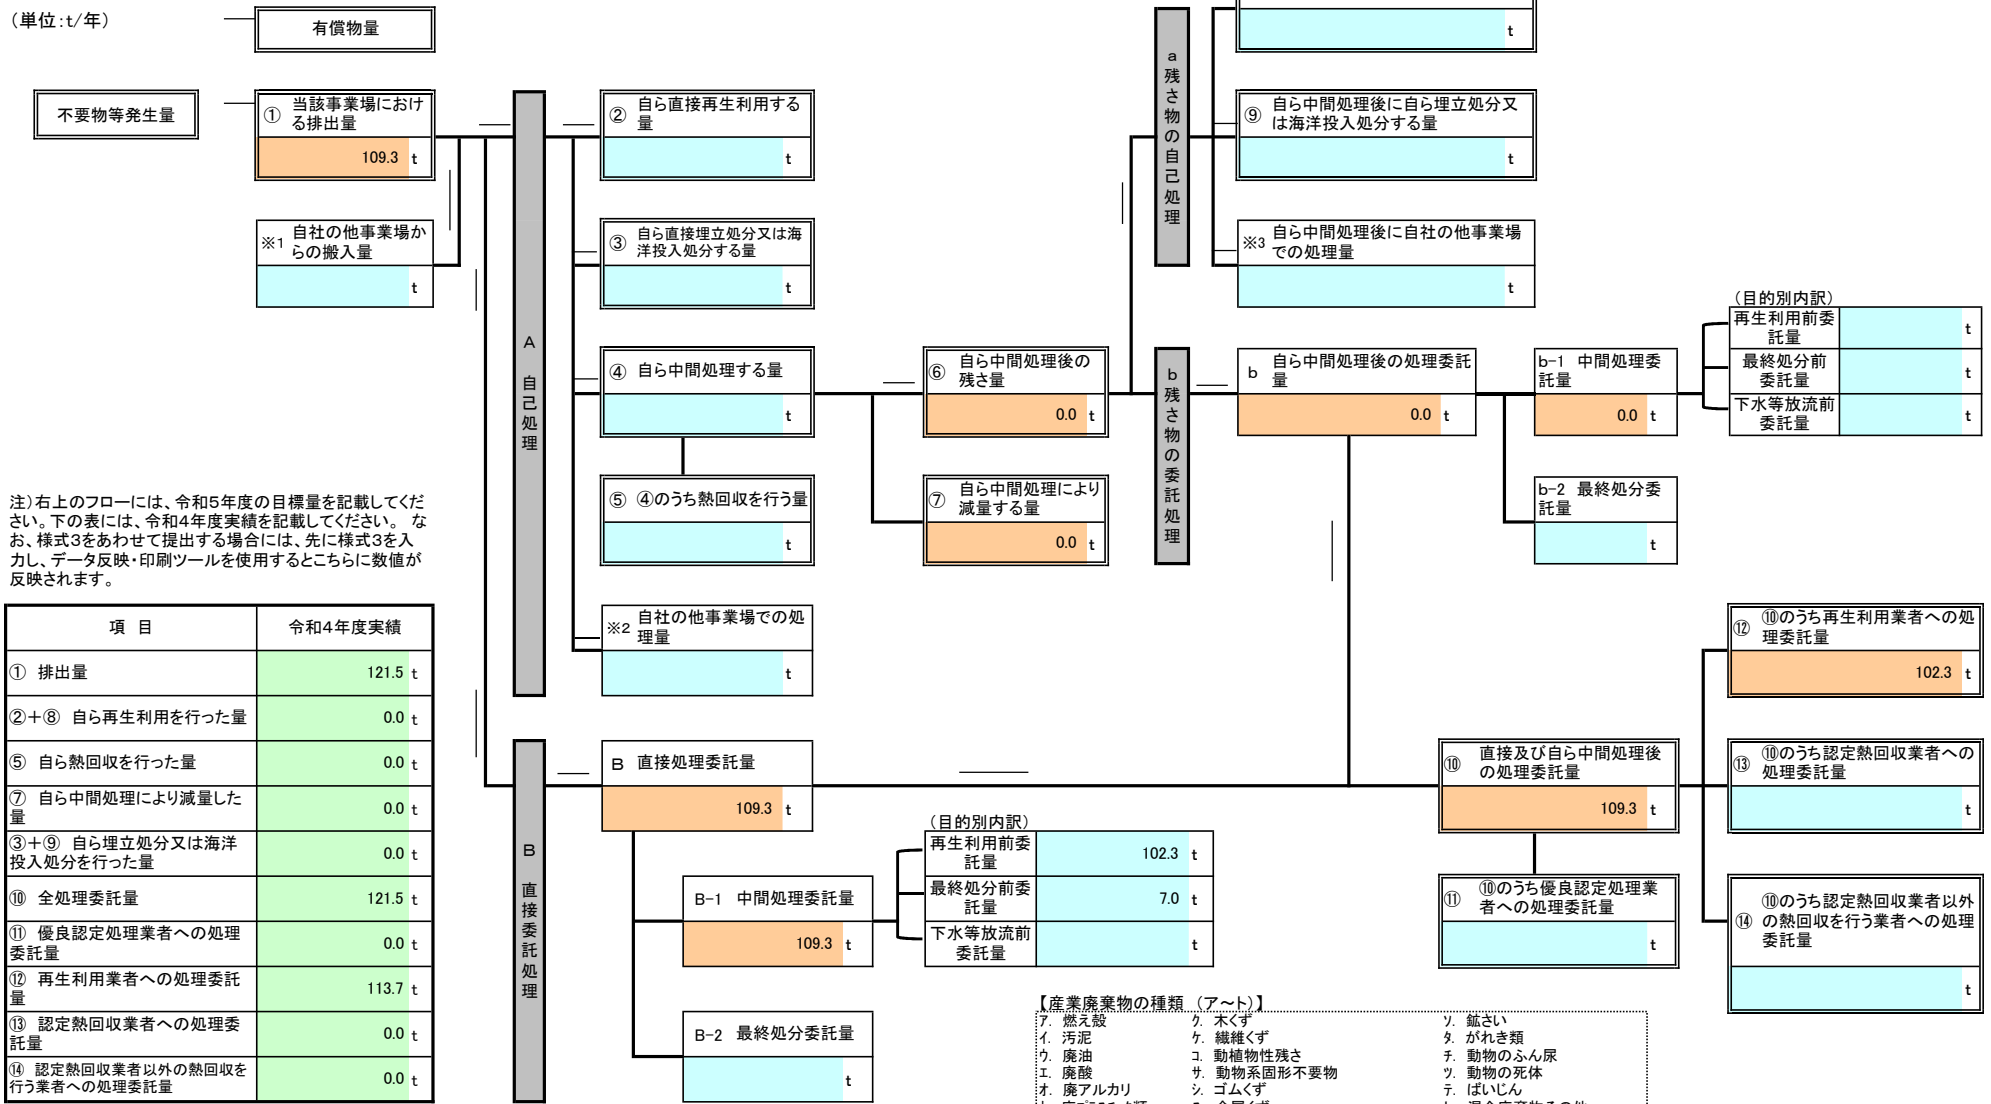 (単位:t/年)
有償物量
t
不要物等発生量
① 当該事業場におけ
る排出量
109.3 t
※1 自社の他事業場か
らの搬入量
t
A 自己処理
② 自ら直接再生利用する
量
t
③ 自ら直接埋立処分又は海
洋投入処分する量
t
④ 自ら中間処理する量
t
⑤ ④のうち熱回収を行う量
t
※2 自社の他事業場での処
理量
t
⑥ 自ら中間処理後の
残さ量
0.0 t
⑦ 自ら中間処理により
減量する量
0.0 t
a 残さ物の自己処理
⑨ 自ら中間処理後に自ら埋立処分又
は海洋投入処分する量
t
※3 自ら中間処理後に自社の他事業場
での処理量
t
b 残さ物の委託処理
b 自ら中間処理後の処理委託
量
0.0 t
b-1 中間処理委
託量
0.0 t
b-2 最終処分委
託量
t
(目的別内訳)
再生利用前委
託量
t
最終処分前
委託量
t
下水等放流前
委託量
t
注)右上のフローには、令和5年度の目標量を記載してくだ
さい。下の表には、令和4年度実績を記載してください。 な
お、様式3をあわせて提出する場合には、先に様式3を入
力し、データ反映・印刷ツールを使用するとこちらに数値が
反映されます。
項 目 令和4年度実績
① 排出量 121.5 t
②+⑧ 自ら再生利用を行った量 0.0 t
⑤ 自ら熱回収を行った量 0.0 t
⑦ 自ら中間処理により減量した
量 0.0 t
③+⑨ 自ら埋立処分又は海洋
投入処分を行った量 0.0 t
⑩ 全処理委託量 121.5 t
⑪ 優良認定処理業者への処理
委託量 0.0 t
⑫ 再生利用業者への処理委託
量 113.7 t
⑬ 認定熱回収業者への処理委
託量 0.0 t
⑭ 認定熱回収業者以外の熱回収を
行う業者への処理委託量 0.0 t
B 直接委託処理
B 直接処理委託量
109.3 t
B-1 中間処理委託量
109.3 t
B-2 最終処分委託量
t
(目的別内訳)
再生利用前委
託量
102.3 t
最終処分前委
託量
7.0 t
下水等放流前
委託量
t
⑩ 直接及び自ら中間処理後
の処理委託量
109.3 t
⑪ ⑩のうち優良認定処理業
者への処理委託量
t
⑫ ⑩のうち再生利用業者への処
理委託量
102.3 t
⑬ ⑩のうち認定熱回収業者への
処理委託量
t
⑭ ⑩のうち認定熱回収業者以外
の熱回収を行う業者への処理
委託量
t
【産業廃棄物の種類 (ア~ト)】
ア. 燃え殻 ク. 木くず ソ. 鉱さい
イ. 汚泥 ケ. 繊維くず タ. がれき類
ウ. 廃油 コ. 動植物性残さ チ. 動物のふん尿
エ. 廃酸 サ. 動物系固形不要物 ツ. 動物の死体
オ. 廃アルカリ シ. ゴムくず テ. ばいじん